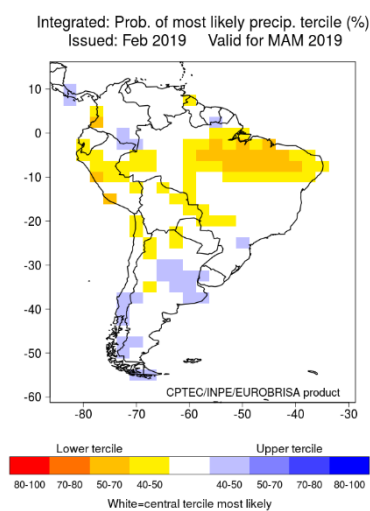 Integrated: Prob. of most likely precip. tercile (%)
Issued: Feb 2019 Valid for MAM 2019
10
0
-10
-20
-30
-40
-50
-60
CPTEC/INPE/EUROBRISA product
-80 -70 -60 -50 -40 -30
Lower tercile Upper tercile
80-100 70-80 50-70 40-50 40-50 50-70 70-80 80-100
White=central tercile most likely